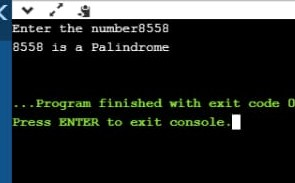 Enter the number8558
8558 is a Palindrome
...Program finished with exit code 0
Press ENTER to exit console.